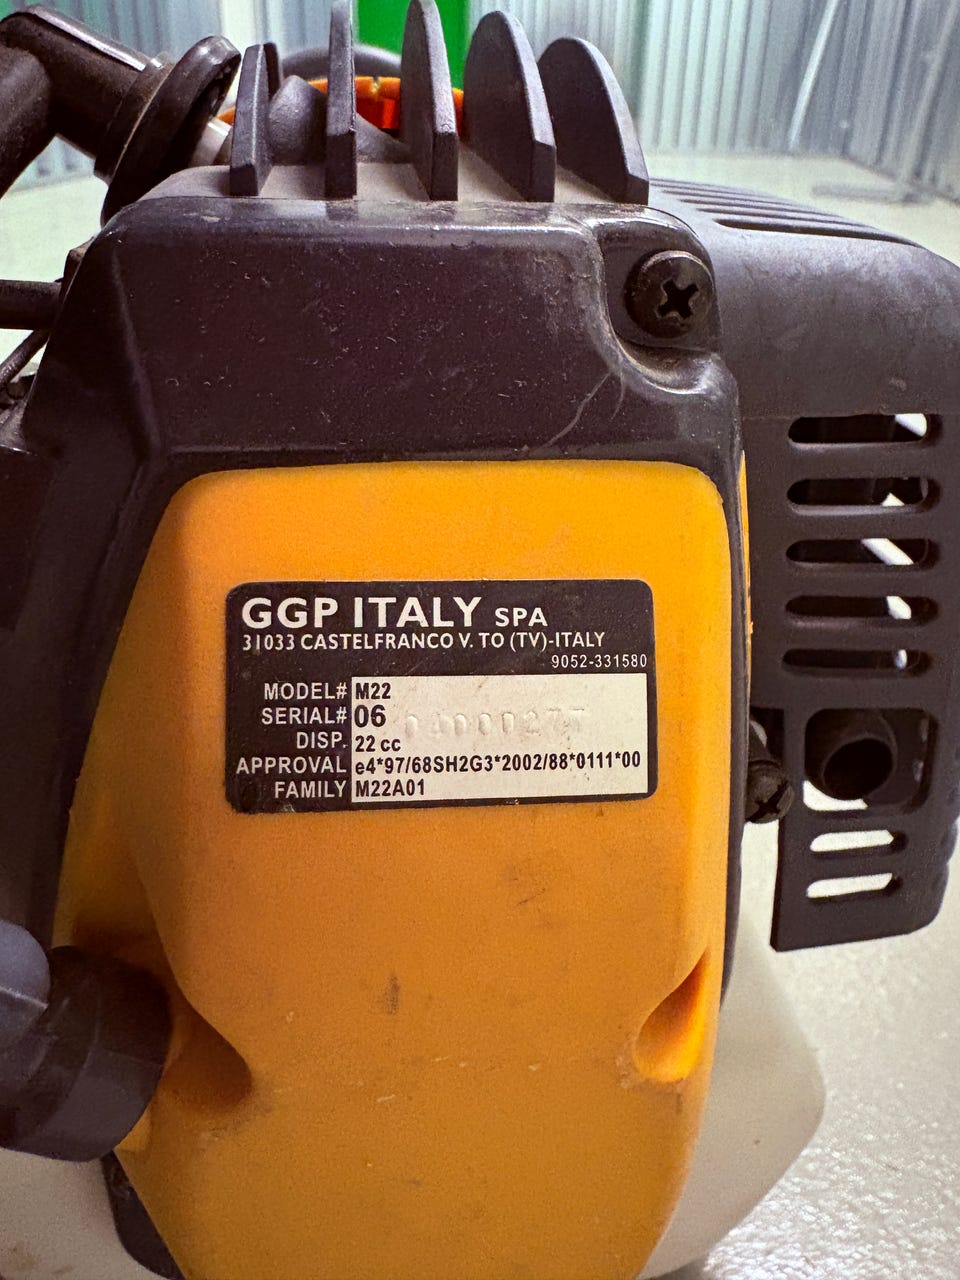 GGP ITALY SPA
31033 CASTELFRANCO V. TO (TV)-ITALY
9052-331580
MODEL# M22
SERIAL# 06
DISP. 22 cc
APPROVAL e4*97/68SH2G3*2002/88*0111*00
FAMILY M22A01